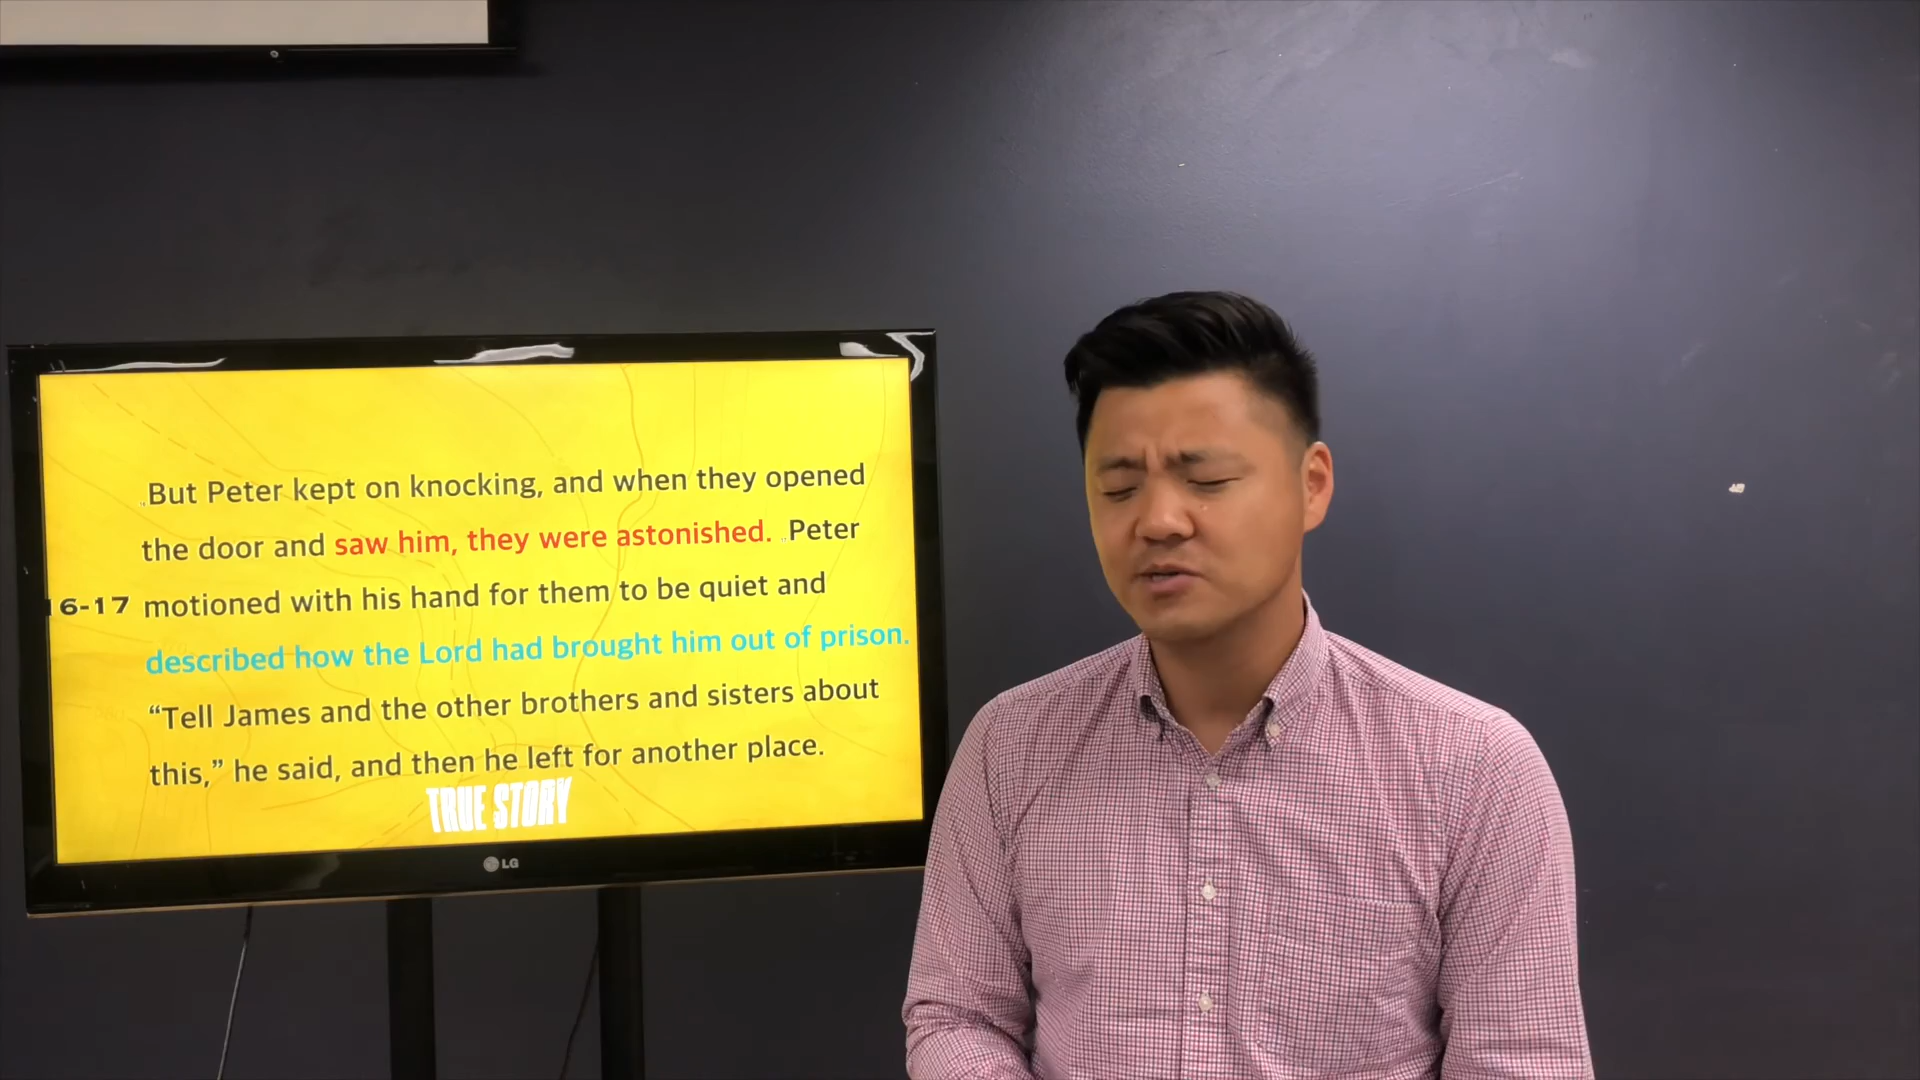 But Peter kept on knocking, and when they opened
the door and saw him, they were astonished. Peter
16-17 motioned with his hand for them to be quiet and
described how the Lord had brought him out of prison.
“Tell James and the other brothers and sisters about
this,” he said, and then he left for another place.
TRUE STORY
LG